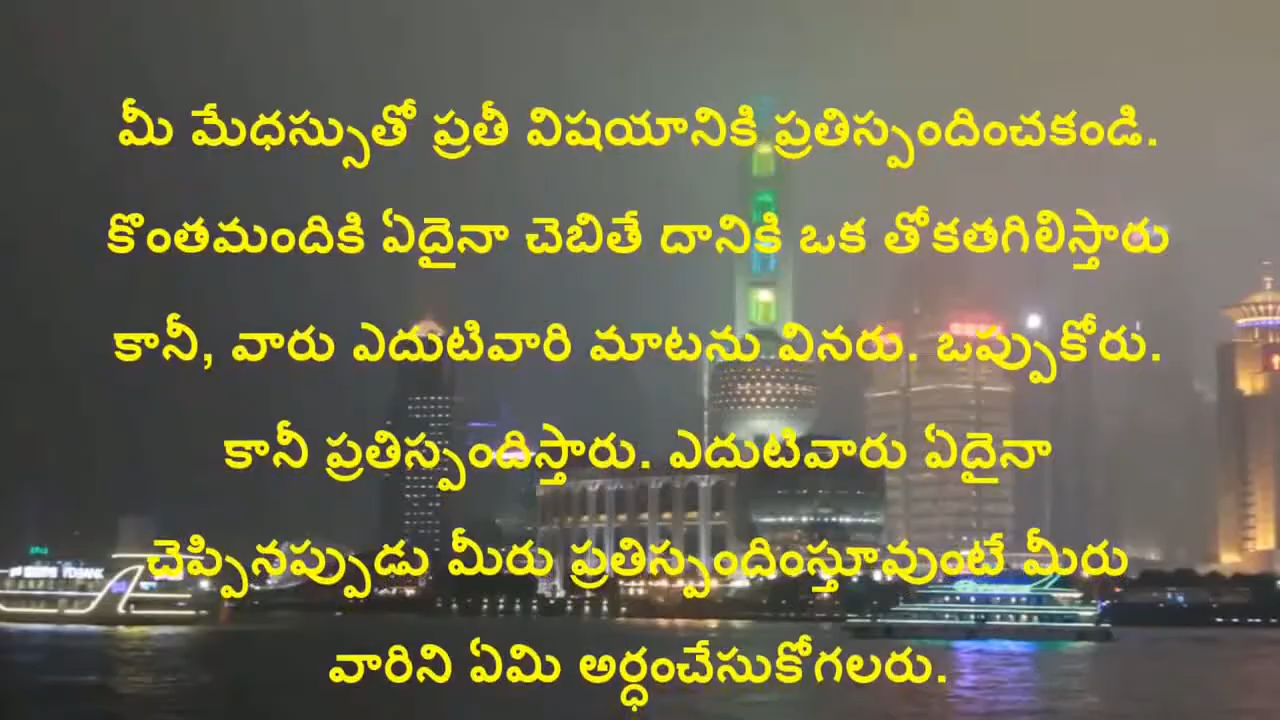 మీ మేధస్సుతో ప్రతీ విషయానికి ప్రతిస్పందించకండి.
కొంతమందికి ఏదైనా చెబితే దానికి ఒక తోకతగిలిస్తారు
కానీ, వారు ఎదుటివారి మాటను వినరు. ఒప్పుకోరు.
కానీ ప్రతిస్పందిస్తారు. ఎదుటివారు ఏదైనా
చెప్పినప్పుడు మీరు ప్రతిస్పందింస్తూవుంటే మీరు
వారిని ఏమి అర్ధంచేసుకోగలరు.